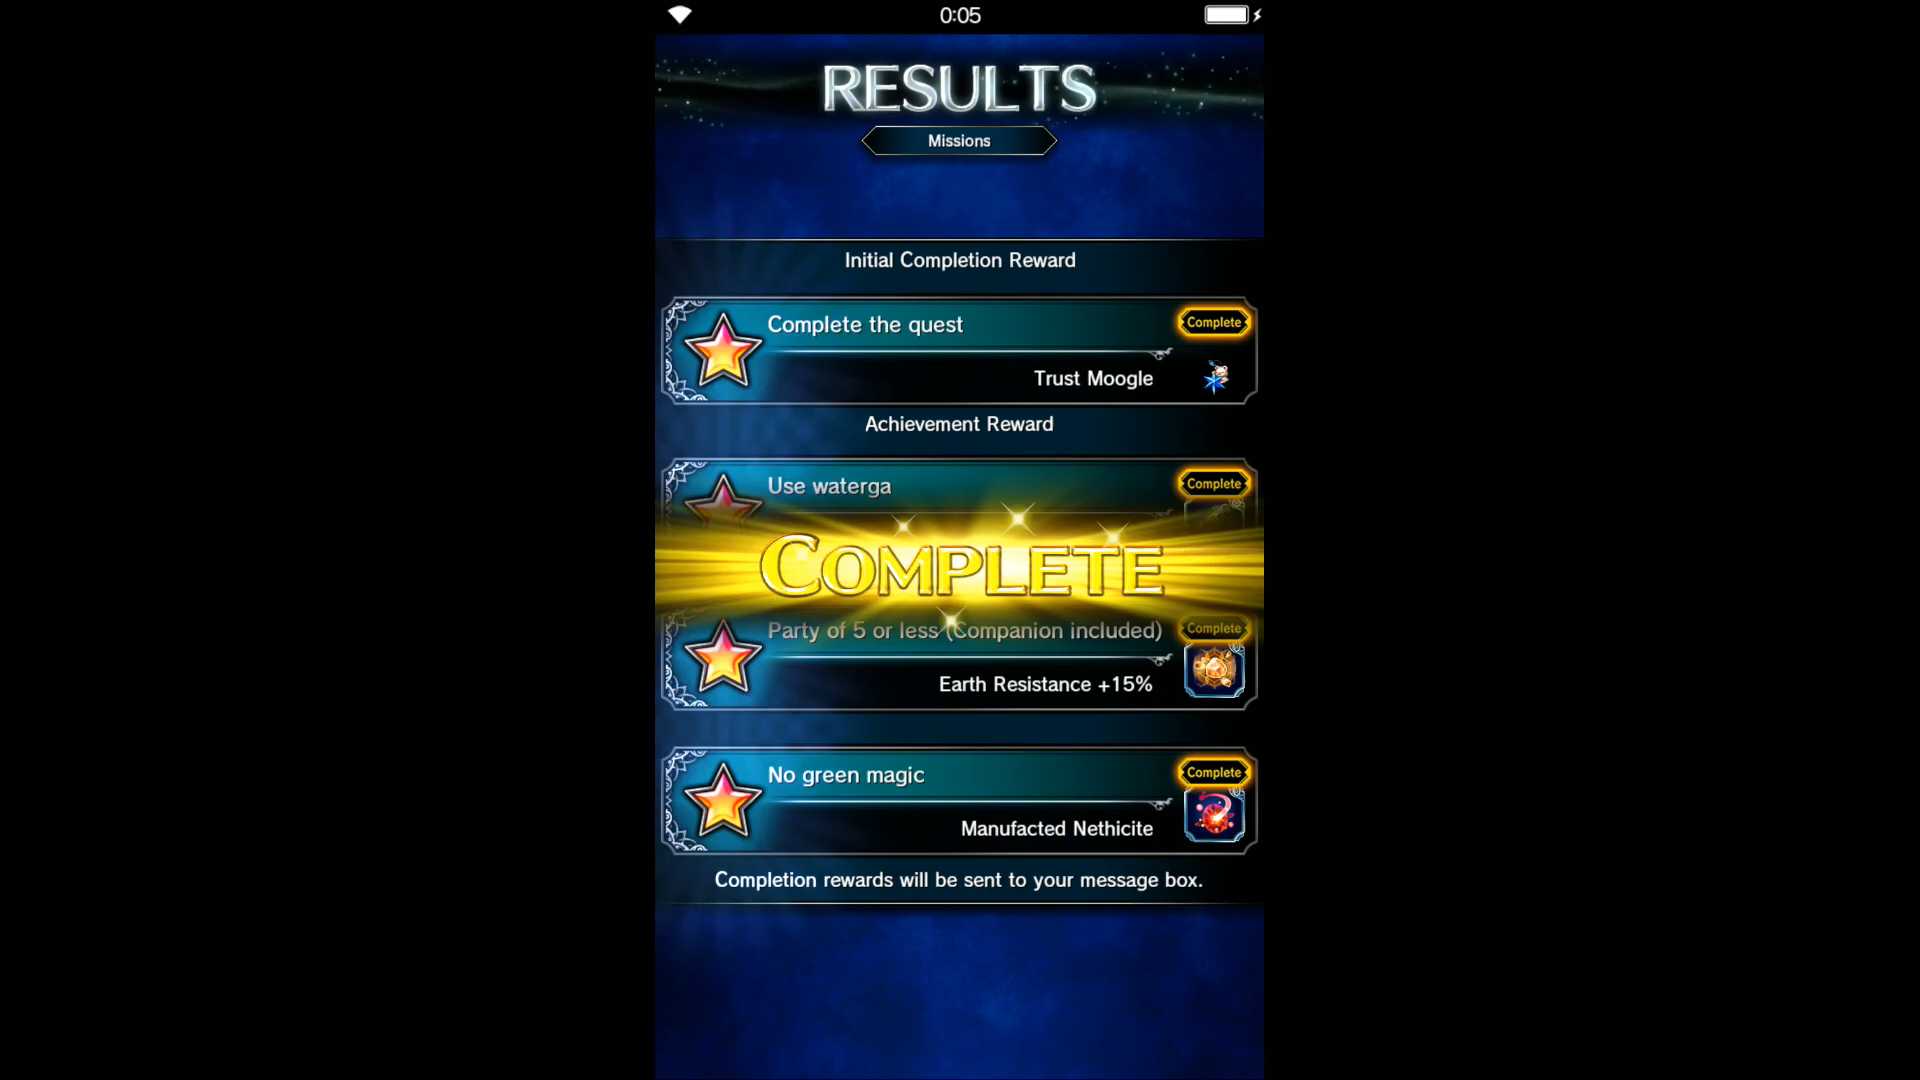 0:05
RESULTS
Missions
Initial Completion Reward
Complete the quest
Complete
Trust Moogle
Achievement Reward
Use waterga
Complete
COMPLETE
Party of 5 or less (Companion included)
Complete
Earth Resistance +15%
No green magic
Complete
Manufacted Nethicite
Completion rewards will be sent to your message box.